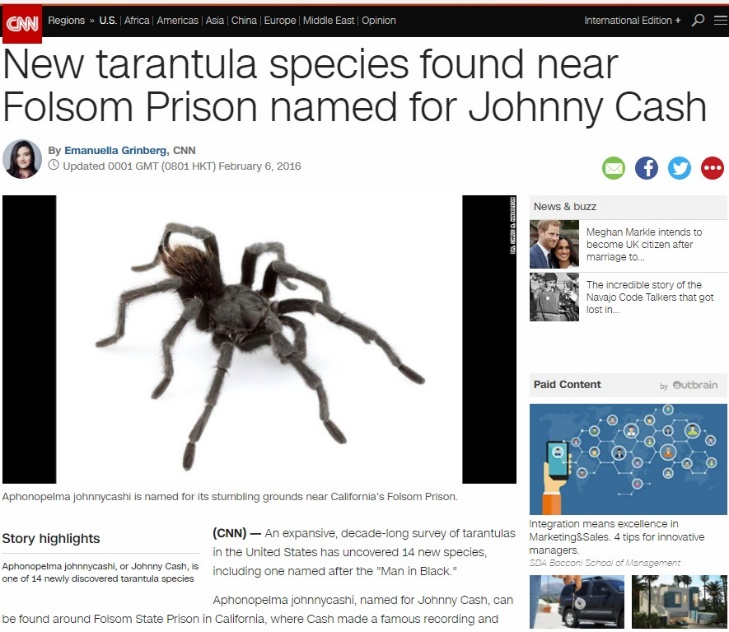 CNN
Regions » U.S. | Africa | Americas | Asia | China | Europe | Middle East | Opinion
International Edition +
New tarantula species found near
Folsom Prison named for Johnny Cash
By Emanuella Grinberg, CNN
Updated 0001 GMT (0801 HKT) February 6, 2016
Aphonopelma johnnycashi is named for its stumbling grounds near California's Folsom Prison.
Story highlights
Aphonopelma johnnycashi, or Johnny Cash, is
one of 14 newly discovered tarantula species
(CNN) — An expansive, decade-long survey of tarantulas
in the United States has uncovered 14 new species,
including one named after the "Man in Black."
Aphonopelma johnnycashi, named for Johnny Cash, can
be found around Folsom State Prison in California, where Cash made a famous recording and
News & buzz
Meghan Markle intends to
become UK citizen after
marriage to...
The incredible story of the
Navajo Code Talkers that got
lost in...
Paid Content
by Outbrain
Integration means excellence in
Marketing&Sales. 4 tips for innovative
managers.
SDA Bocconi School of Management